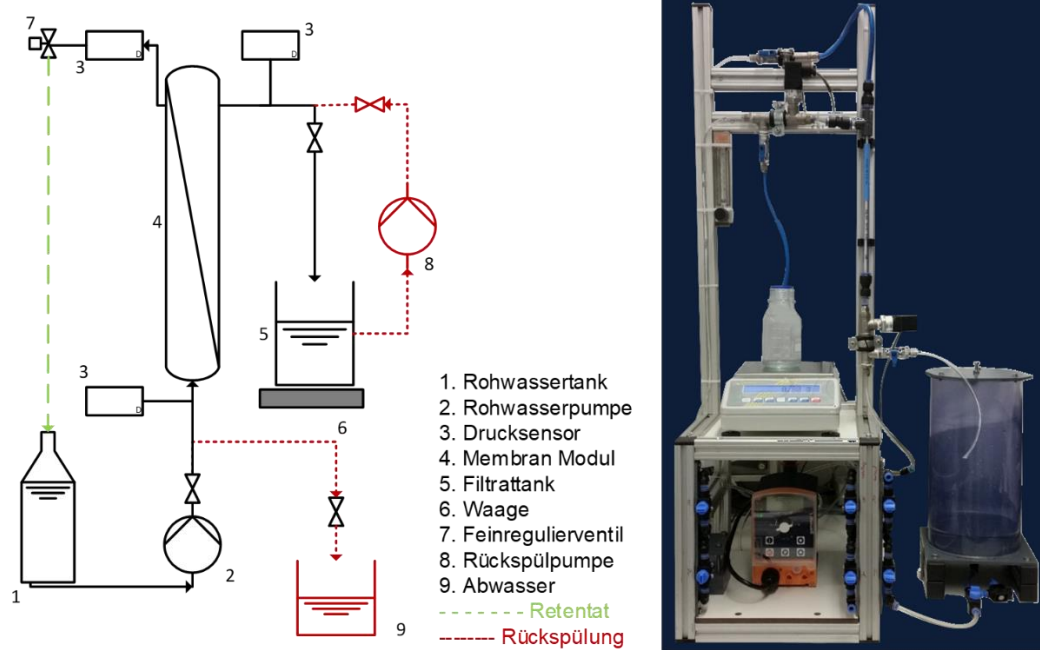 7
3
D
3
D
4
8
5
3
D
6
1
2
9
1. Rohwassertank
2. Rohwasserpumpe
3. Drucksensor
4. Membran Modul
5. Filtrattank
6. Waage
7. Feinregulierventil
8. Rückspülpumpe
9. Abwasser
Retentat
Rückspülung